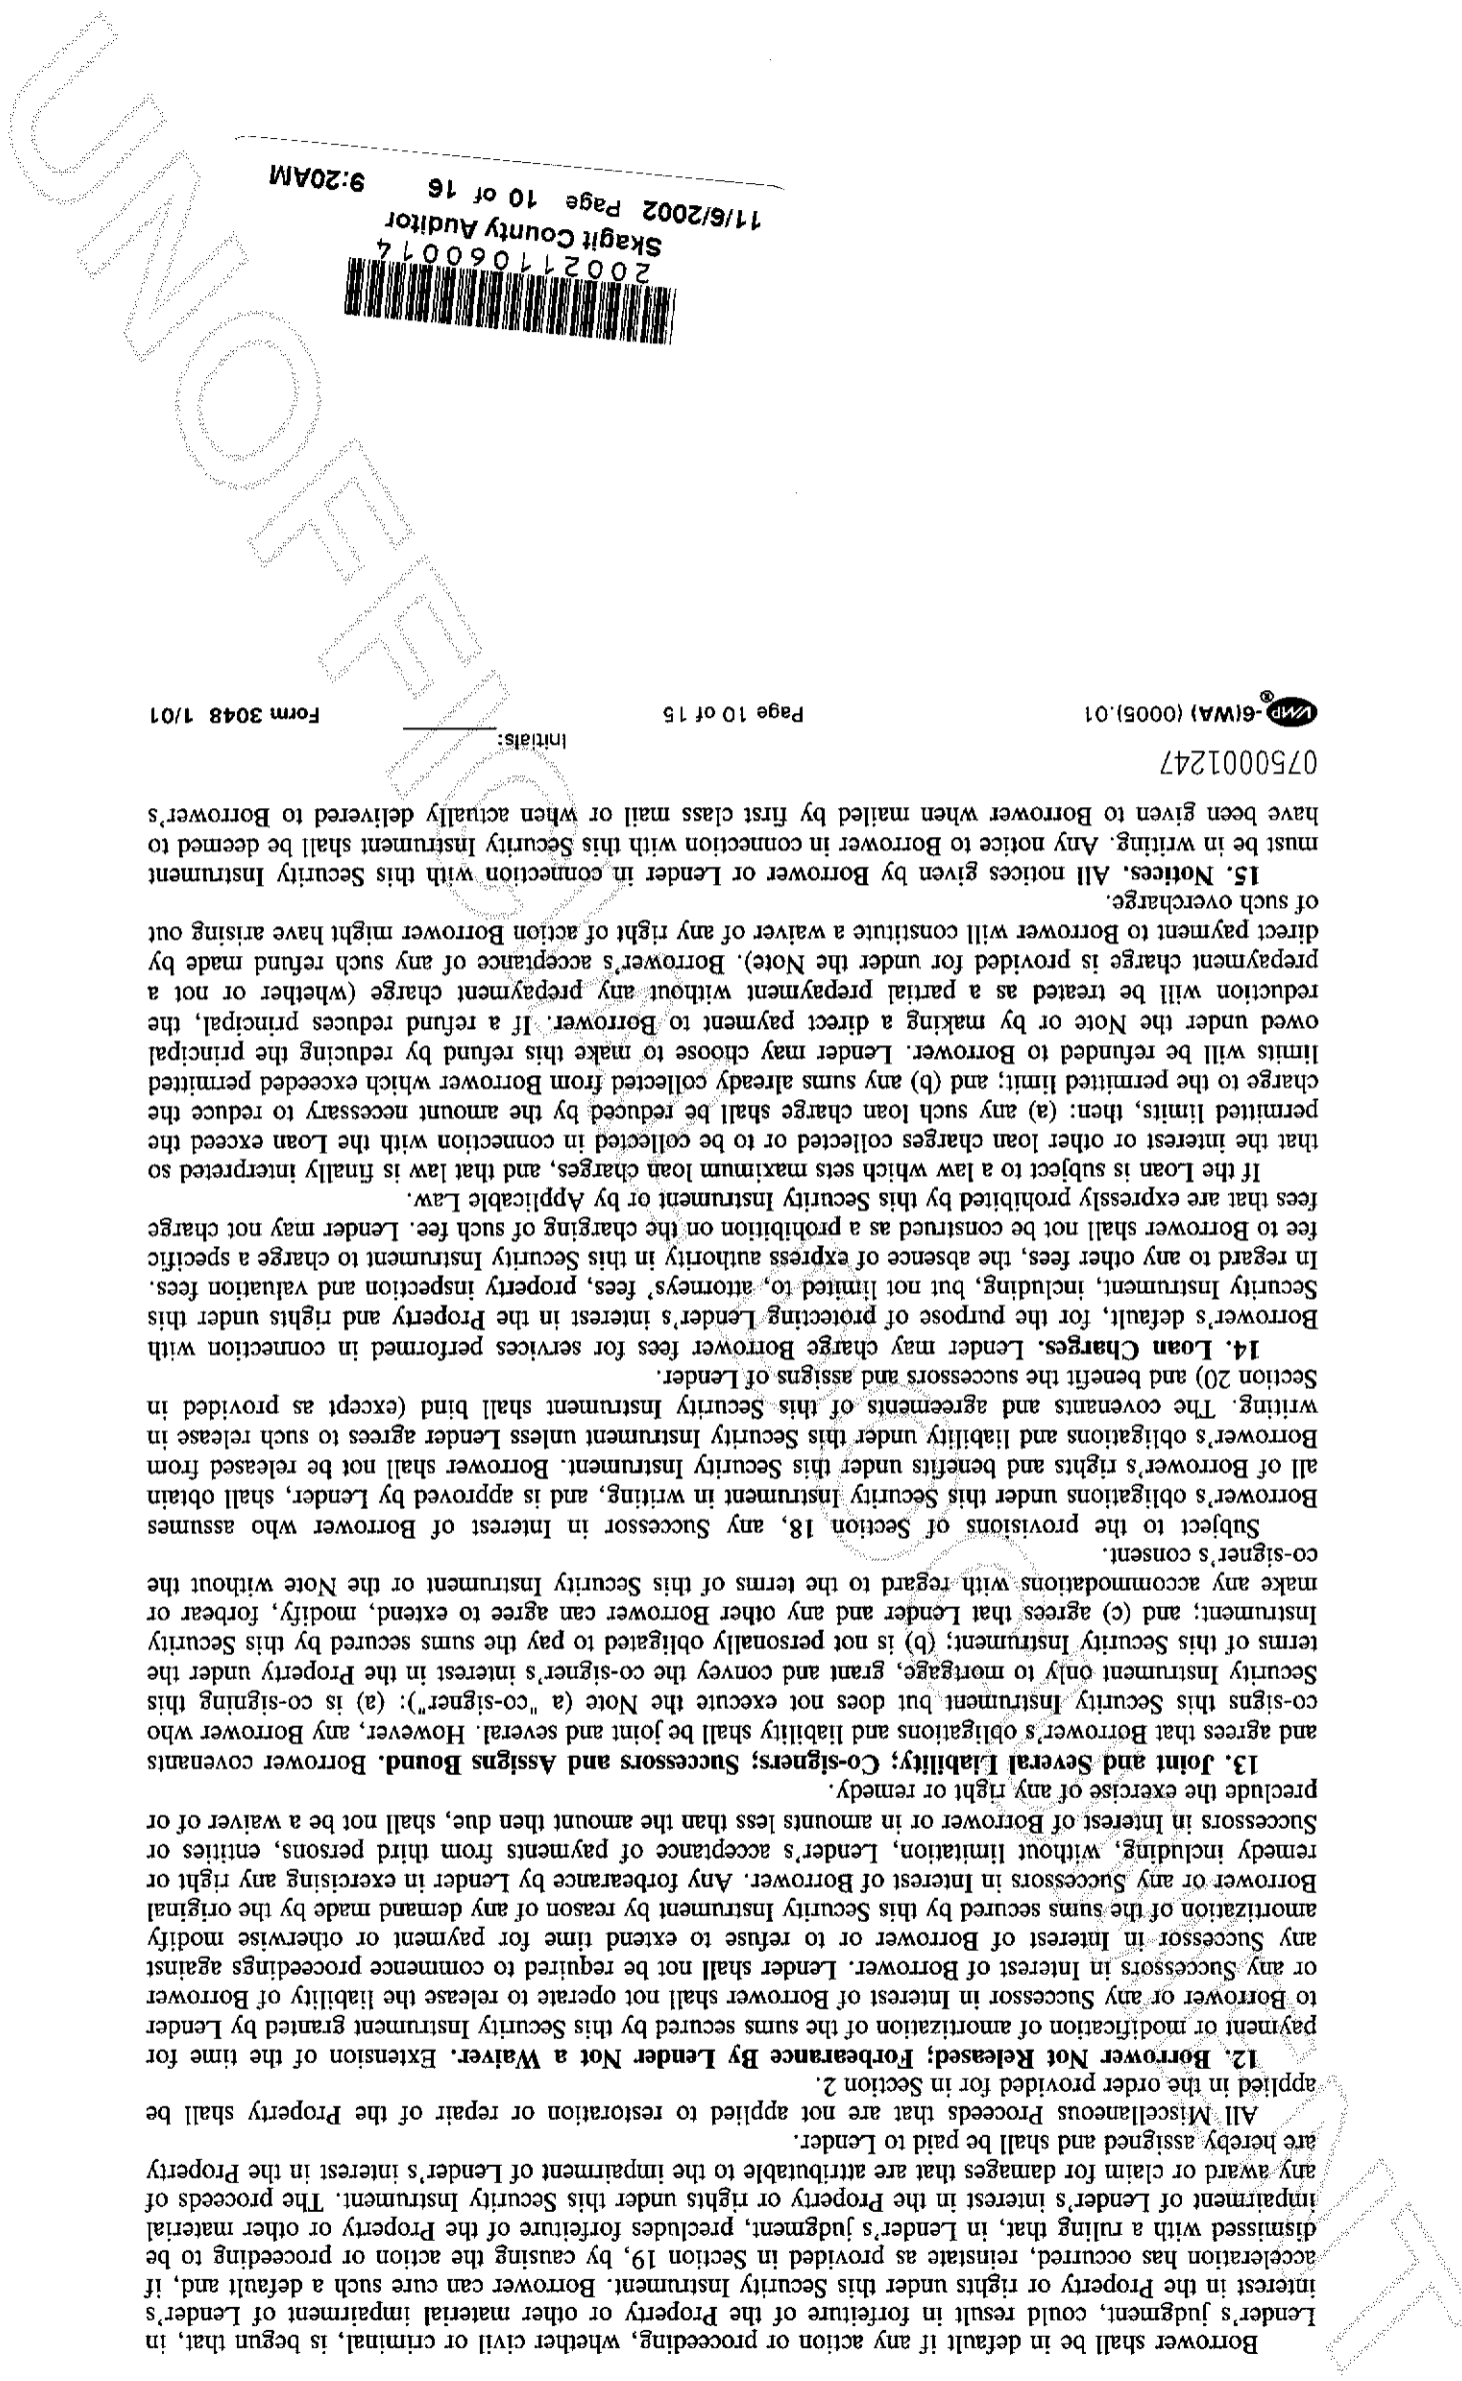 Borrower shall be in default if any action or proceeding, whether civil or criminal, is begun that, in
Lender's judgment, could result in forfeiture of the Property or other material impairment of Lender's
interest in the Property or rights under this Security Instrument. Borrower can cure such a default and, if
acceleration has occurred, reinstate as provided in Section 19, by causing the action or proceeding to be
dismissed with a ruling that, in Lender's judgment, precludes forfeiture of the Property or other material
impairment of Lender's interest in the Property or rights under this Security Instrument. The proceeds of
any award or claim for damages that are attributable to the impairment of Lender's interest in the Property
are hereby assigned and shall be paid to Lender.
All Miscellaneous Proceeds that are not applied to restoration or repair of the Property shall be
applied in the order provided for in Section 2.
12. Borrower Not Released; Forbearance By Lender Not a Waiver. Extension of the time for
payment or modification of amortization of the sums secured by this Security Instrument granted by Lender
to Borrower or any Successor in Interest of Borrower shall not operate to release the liability of Borrower
or any Successors in Interest of Borrower. Lender shall not be required to commence proceedings against
any Successor in Interest of Borrower or to refuse to extend time for payment or otherwise modify
amortization of the sums secured by this Security Instrument by reason of any demand made by the original
Borrower or any Successors in Interest of Borrower. Any forbearance by Lender in exercising any right or
remedy including, without limitation, Lender's acceptance of payments from third persons, entities or
Successors in Interest of Borrower or in amounts less than the amount then due, shall not be a waiver of or
preclude the exercise of any right or remedy.
13. Joint and Several Liability; Co-signers; Successors and Assigns Bound. Borrower covenants
and agrees that Borrower's obligations and liability shall be joint and several. However, any Borrower who
co-signs this Security Instrument but does not execute the Note (a "co-signer"): (a) is co-signing this
Security Instrument only to mortgage, grant and convey the co-signer's interest in the Property under the
terms of this Security Instrument; (b) is not personally obligated to pay the sums secured by this Security
Instrument; and (c) agrees that Lender and any other Borrower can agree to extend, modify, forbear or
make any accommodations with regard to the terms of this Security Instrument or the Note without the
co-signer's consent.
Subject to the provisions of Section 18, any Successor in Interest of Borrower who assumes
Borrower's obligations under this Security Instrument in writing, and is approved by Lender, shall obtain
all of Borrower's rights and benefits under this Security Instrument. Borrower shall not be released from
Borrower's obligations and liability under this Security Instrument unless Lender agrees to such release in
writing. The covenants and agreements of this Security Instrument shall bind (except as provided in
Section 20) and benefit the successors and assigns of Lender.
14. Loan Charges. Lender may charge Borrower fees for services performed in connection with
Borrower's default, for the purpose of protecting Lender's interest in the Property and rights under this
Security Instrument, including, but not limited to, attorneys' fees, property inspection and valuation fees.
In regard to any other fees, the absence of express authority in this Security Instrument to charge a specific
fee to Borrower shall not be construed as a prohibition on the charging of such fee. Lender may not charge
fees that are expressly prohibited by this Security Instrument or by Applicable Law.
If the Loan is subject to a law which sets maximum loan charges, and that law is finally interpreted so
that the interest or other loan charges collected or to be collected in connection with the Loan exceed the
permitted limits, then: (a) any such loan charge shall be reduced by the amount necessary to reduce the
charge to the permitted limit; and (b) any sums already collected from Borrower which exceeded permitted
limits will be refunded to Borrower. Lender may choose to make this refund by reducing the principal
owed under the Note or by making a direct payment to Borrower. If a refund reduces principal, the
reduction will be treated as a partial prepayment without any prepayment charge (whether or not a
prepayment charge is provided for under the Note). Borrower's acceptance of any such refund made by
direct payment to Borrower will constitute a waiver of any right of action Borrower might have arising out
of such overcharge.
15. Notices. All notices given by Borrower or Lender in connection with this Security Instrument
must be in writing. Any notice to Borrower in connection with this Security Instrument shall be deemed to
have been given to Borrower when mailed by first class mail or when actually delivered to Borrower's
0750001247
Initials:
VMP-6(WA) (0005).01 Page 10 of 15 Form 3048 1/01
200211060014
Skagit County Auditor
11/6/2002 Page 10 of 16 9:20AM
UNOFFICIAL DOCUMENT